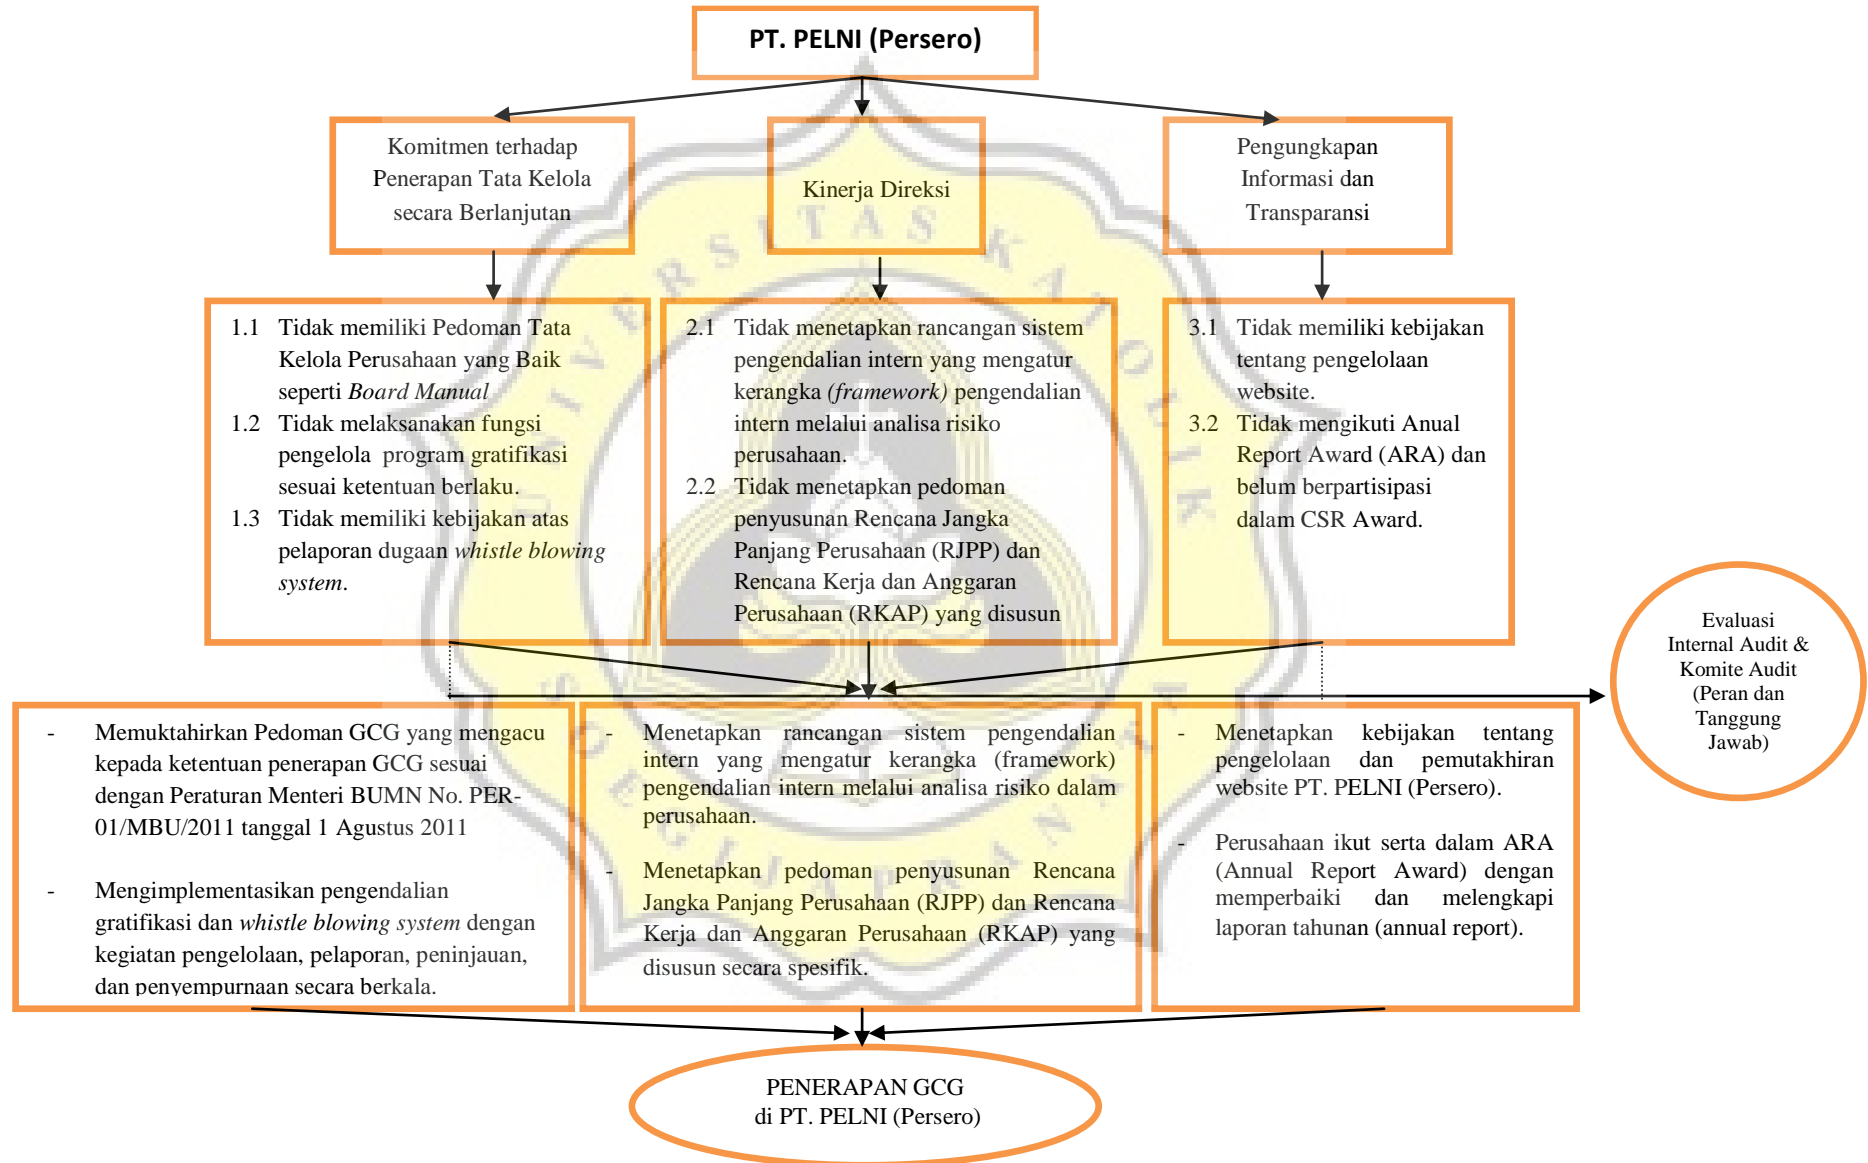 PT. PELNI (Persero)
Komitmen terhadap
Penerapan Tata Kelola
secara Berlanjutan
Kinerja Direksi
Pengungkapan
Informasi dan
Transparansi
1.1 Tidak memiliki Pedoman Tata
Kelola Perusahaan yang Baik
seperti Board Manual
1.2 Tidak melaksanakan fungsi
pengelola program gratifikasi
sesuai ketentuan berlaku.
1.3 Tidak memiliki kebijakan atas
pelaporan dugaan whistle blowing
system.
2.1 Tidak menetapkan rancangan sistem
pengendalian intern yang mengatur
kerangka (framework) pengendalian
intern melalui analisa risiko
perusahaan.
2.2 Tidak menetapkan pedoman
penyusunan Rencana Jangka
Panjang Perusahaan (RJPP) dan
Rencana Kerja dan Anggaran
Perusahaan (RKAP) yang disusun
3.1 Tidak memiliki kebijakan
tentang pengelolaan
website.
3.2 Tidak mengikuti Anual
Report Award (ARA) dan
belum berpartisipasi
dalam CSR Award.
Evaluasi
Internal Audit &
Komite Audit
(Peran dan
Tanggung
Jawab)
- Memuktahirkan Pedoman GCG yang mengacu
kepada ketentuan penerapan GCG sesuai
dengan Peraturan Menteri BUMN No. PER-
01/MBU/2011 tanggal 1 Agustus 2011
- Mengimplementasikan pengendalian
gratifikasi dan whistle blowing system dengan
kegiatan pengelolaan, pelaporan, peninjauan,
dan penyempurnaan secara berkala.
- Menetapkan rancangan sistem pengendalian
intern yang mengatur kerangka (framework)
pengendalian intern melalui analisa risiko dalam
perusahaan.
- Menetapkan pedoman penyusunan Rencana
Jangka Panjang Perusahaan (RJPP) dan Rencana
Kerja dan Anggaran Perusahaan (RKAP) yang
disusun secara spesifik.
- Menetapkan kebijakan tentang
pengelolaan dan pemutakhiran
website PT. PELNI (Persero).
- Perusahaan ikut serta dalam ARA
(Annual Report Award) dengan
memperbaiki dan melengkapi
laporan tahunan (annual report).
PENERAPAN GCG
di PT. PELNI (Persero)
UNIVERSITAS KATOLIK
SOEGIJAPRANATA